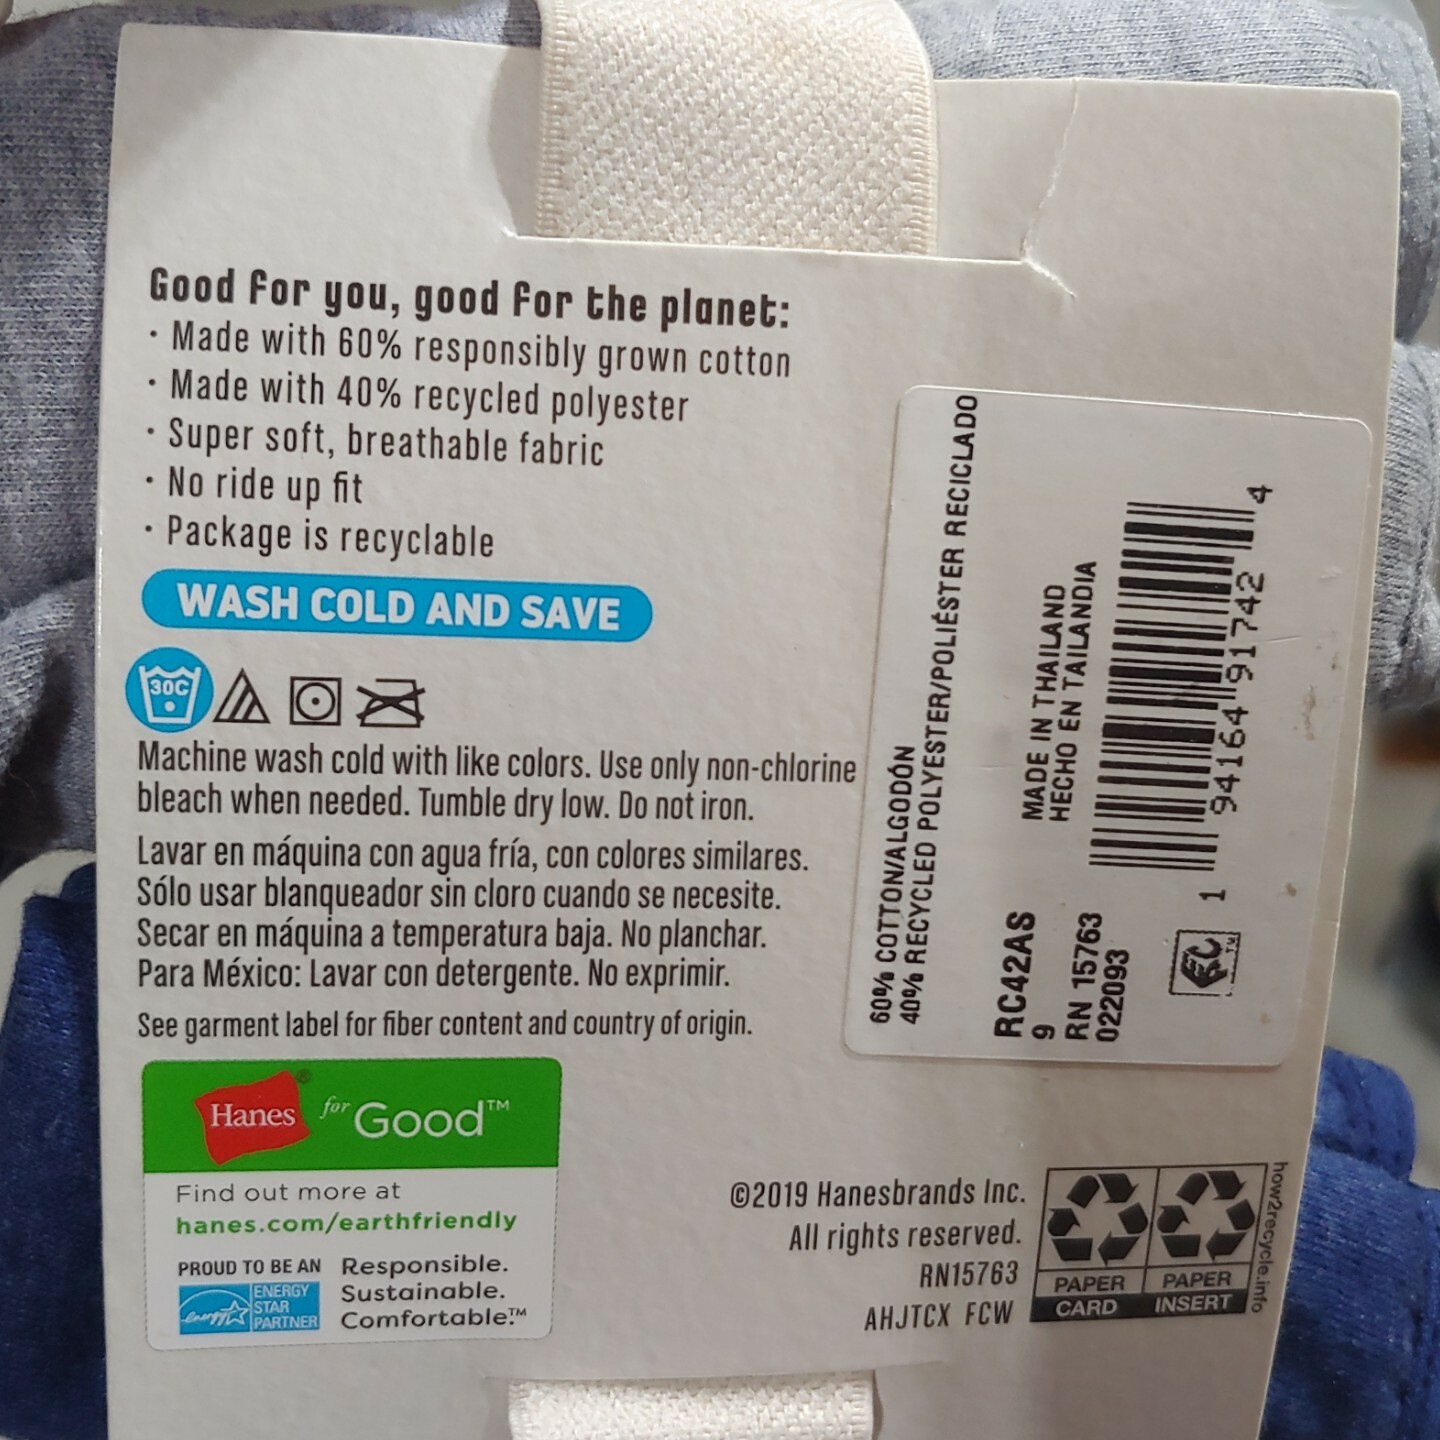 Good for you, good for the planet:
· Made with 60% responsibly grown cotton
· Made with 40% recycled polyester
· Super soft, breathable fabric
· No ride up fit
· Package is recyclable
WASH COLD AND SAVE
30C
Machine wash cold with like colors. Use only non-chlorine
bleach when needed. Tumble dry low. Do not iron.
Lavar en máquina con agua fría, con colores similares.
Sólo usar blanqueador sin cloro cuando se necesite.
Secar en máquina a temperatura baja. No planchar.
Para México: Lavar con detergente. No exprimir.
See garment label for fiber content and country of origin.
Hanes® for Good™
Find out more at
hanes.com/earthfriendly
PROUD TO BE AN
energy
ENERGY
STAR
PARTNER
Responsible.
Sustainable.
Comfortable.™
60% COTTON/ALGODÓN
40% RECYCLED POLYESTER/POLIÉSTER RECICLADO
MADE IN THAILAND
HECHO EN TAILANDIA
RC42AS
9
RN 15763
022093
1 94164 91742 4
©2019 Hanesbrands Inc.
All rights reserved.
RN15763
AHJTCX FCW
PAPER
CARD
PAPER
INSERT
how2recycle.info